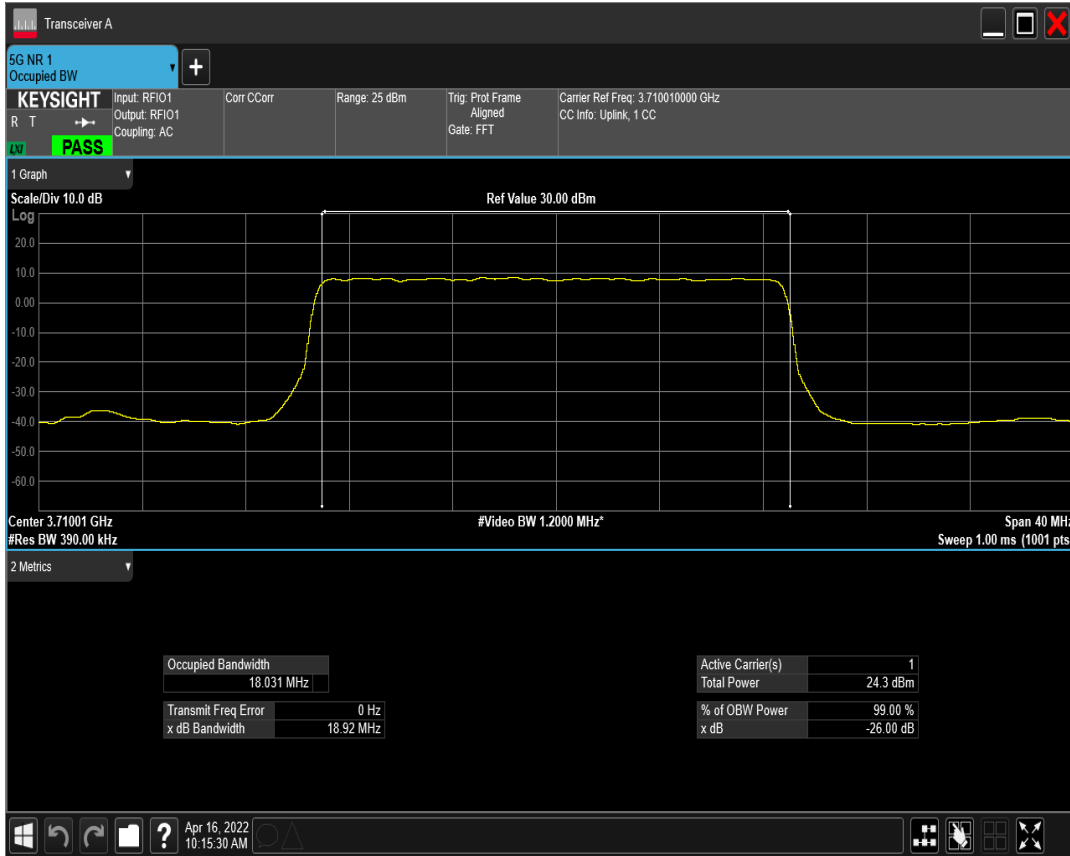 Transceiver A
5G NR 1
Occupied BW
KEYSIGHT
R T
LXI
PASS
Input: RFIO1
Output: RFIO1
Coupling: AC
Corr CCorr
Range: 25 dBm
Trig: Prot Frame
Aligned
Gate: FFT
Carrier Ref Freq: 3.710010000 GHz
CC Info: Uplink, 1 CC
1 Graph
Scale/Div 10.0 dB
Ref Value 30.00 dBm
Log
20.0
10.0
0.00
-10.0
-20.0
-30.0
-40.0
-50.0
-60.0
Center 3.71001 GHz
#Video BW 1.2000 MHz*
Span 40 MHz
#Res BW 390.00 kHz
Sweep 1.00 ms (1001 pts
2 Metrics
Occupied Bandwidth
18.031 MHz
Transmit Freq Error 0 Hz
x dB Bandwidth 18.92 MHz
Active Carrier(s) 1
Total Power 24.3 dBm
% of OBW Power 99.00 %
x dB -26.00 dB
?
Apr 16, 2022
10:15:30 AM